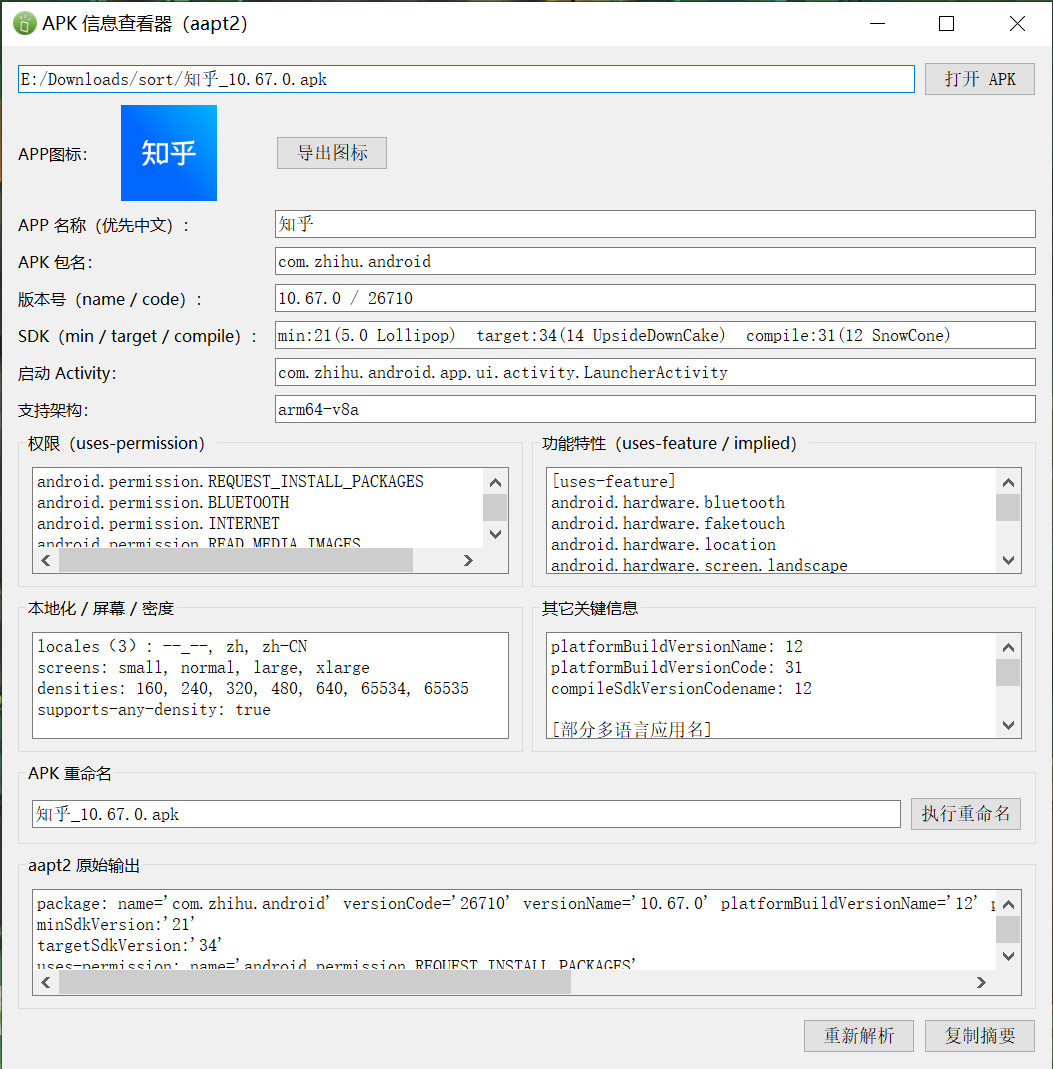 APK 信息查看器（aapt2）
E:/Downloads/sort/知乎_10.67.0.apk
打开 APK
APP图标：
知乎
导出图标
APP 名称（优先中文）：
知乎
APK 包名：
com.zhihu.android
版本号（name / code）：
10.67.0 / 26710
SDK（min / target / compile）：
min:21(5.0 Lollipop)  target:34(14 UpsideDownCake)  compile:31(12 SnowCone)
启动 Activity：
com.zhihu.android.app.ui.activity.LauncherActivity
支持架构：
arm64-v8a
权限（uses-permission）
android.permission.REQUEST_INSTALL_PACKAGES
android.permission.BLUETOOTH
android.permission.INTERNET
android.permission.READ_MEDIA_IMAGES
功能特性（uses-feature / implied）
[uses-feature]
android.hardware.bluetooth
android.hardware.faketouch
android.hardware.location
android.hardware.screen.landscape
本地化 / 屏幕 / 密度
locales（3）: --_--, zh, zh-CN
screens: small, normal, large, xlarge
densities: 160, 240, 320, 480, 640, 65534, 65535
supports-any-density: true
其它关键信息
platformBuildVersionName: 12
platformBuildVersionCode: 31
compileSdkVersionCodename: 12
[部分多语言应用名]
APK 重命名
知乎_10.67.0.apk
执行重命名
aapt2 原始输出
package: name='com.zhihu.android' versionCode='26710' versionName='10.67.0' platformBuildVersionName='12'
minSdkVersion:'21'
targetSdkVersion:'34'
uses-permission: name='android.permission.REQUEST_INSTALL_PACKAGES'
重新解析
复制摘要